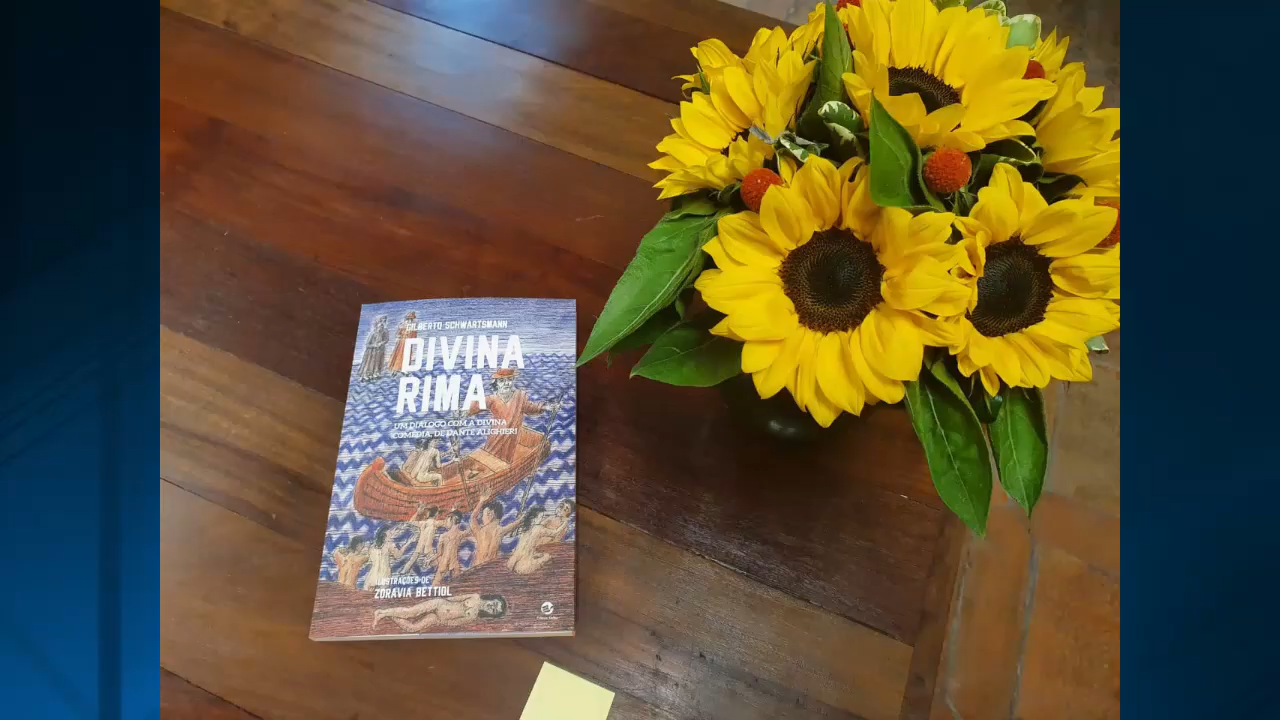 GILBERTO SCHWARTSMANN
DIVINA
RIMA
UM DIÁLOGO COM A DIVINA
COMÉDIA, DE DANTE ALIGHIERI
ILUSTRAÇÕES DE
ZORAVIA BETTIOL